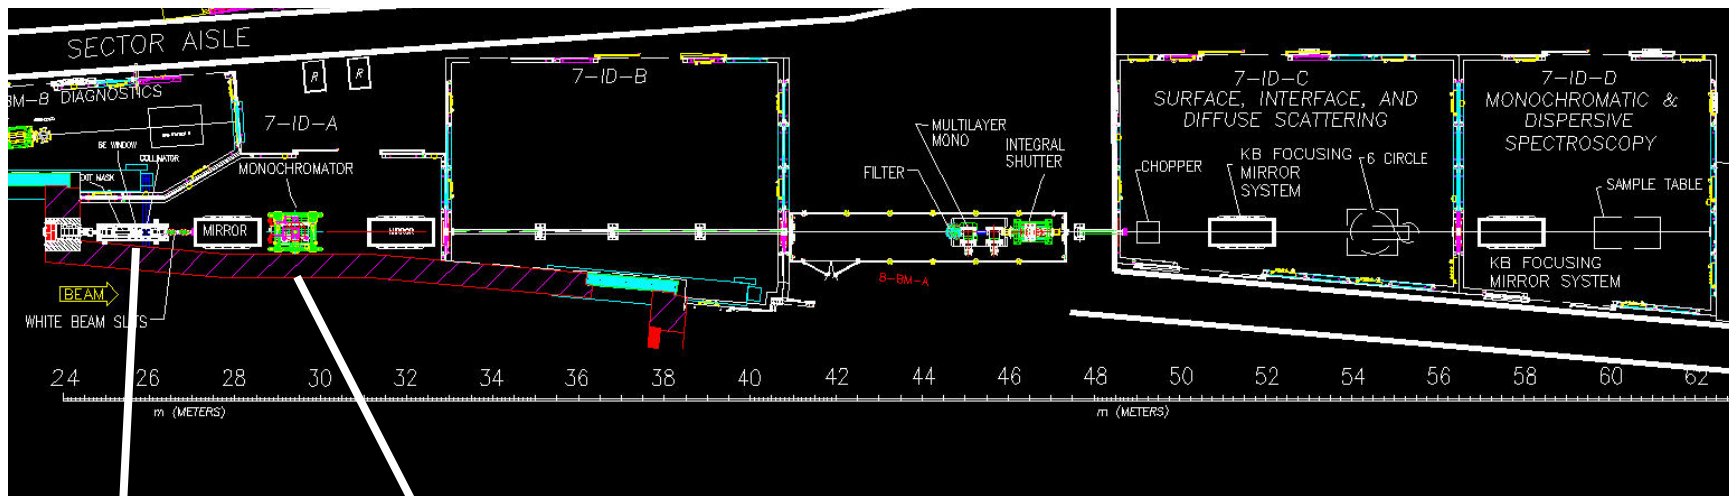 SECTOR AISLE
BM-B DIAGNOSTICS
R
R
7-ID-A
7-ID-B
7-ID-C
SURFACE, INTERFACE, AND
DIFFUSE SCATTERING
7-ID-D
MONOCHROMATIC &
DISPERSIVE
SPECTROSCOPY
BE WINDOW
COLLIMATOR
MONOCHROMATOR
MULTILAYER
MONO
INTEGRAL
SHUTTER
FILTER
CHOPPER
KB FOCUSING
MIRROR
SYSTEM
6 CIRCLE
SAMPLE TABLE
EXIT MASK
MIRROR
MIRROR
8-BM-A
KB FOCUSING
MIRROR SYSTEM
BEAM
WHITE BEAM SLITS
24 26 28 30 32 34 36 38 40 42 44 46 48 50 52 54 56 58 60 62
m (METERS)
m (METERS)